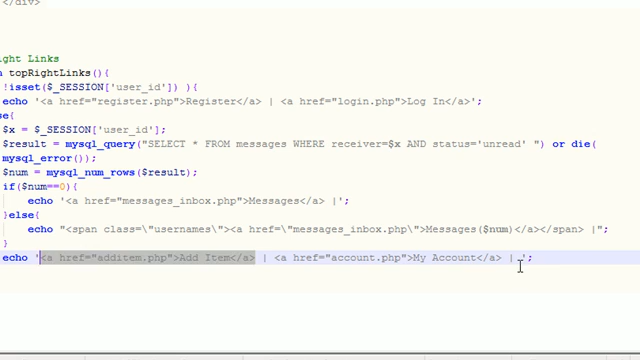 </div>
ight Links
n topRightLinks(){
!isset($_SESSION['user_id']) ){
echo '<a href="register.php">Register</a> | <a href="login.php">Log In</a>';
lse{
$x = $_SESSION['user_id'];
$result = mysql_query("SELECT * FROM messages WHERE receiver=$x AND status='unread' ") or die(
mysql_error());
$num = mysql_num_rows($result);
if($num==0){
echo '<a href="messages_inbox.php">Messages</a> |';
}else{
echo "<span class=\"usernames\"><a href=\"messages_inbox.php\">Messages($num)</a></span> |";
}
echo '<a href="additem.php">Add Item</a> | <a href="account.php">My Account</a> | ';